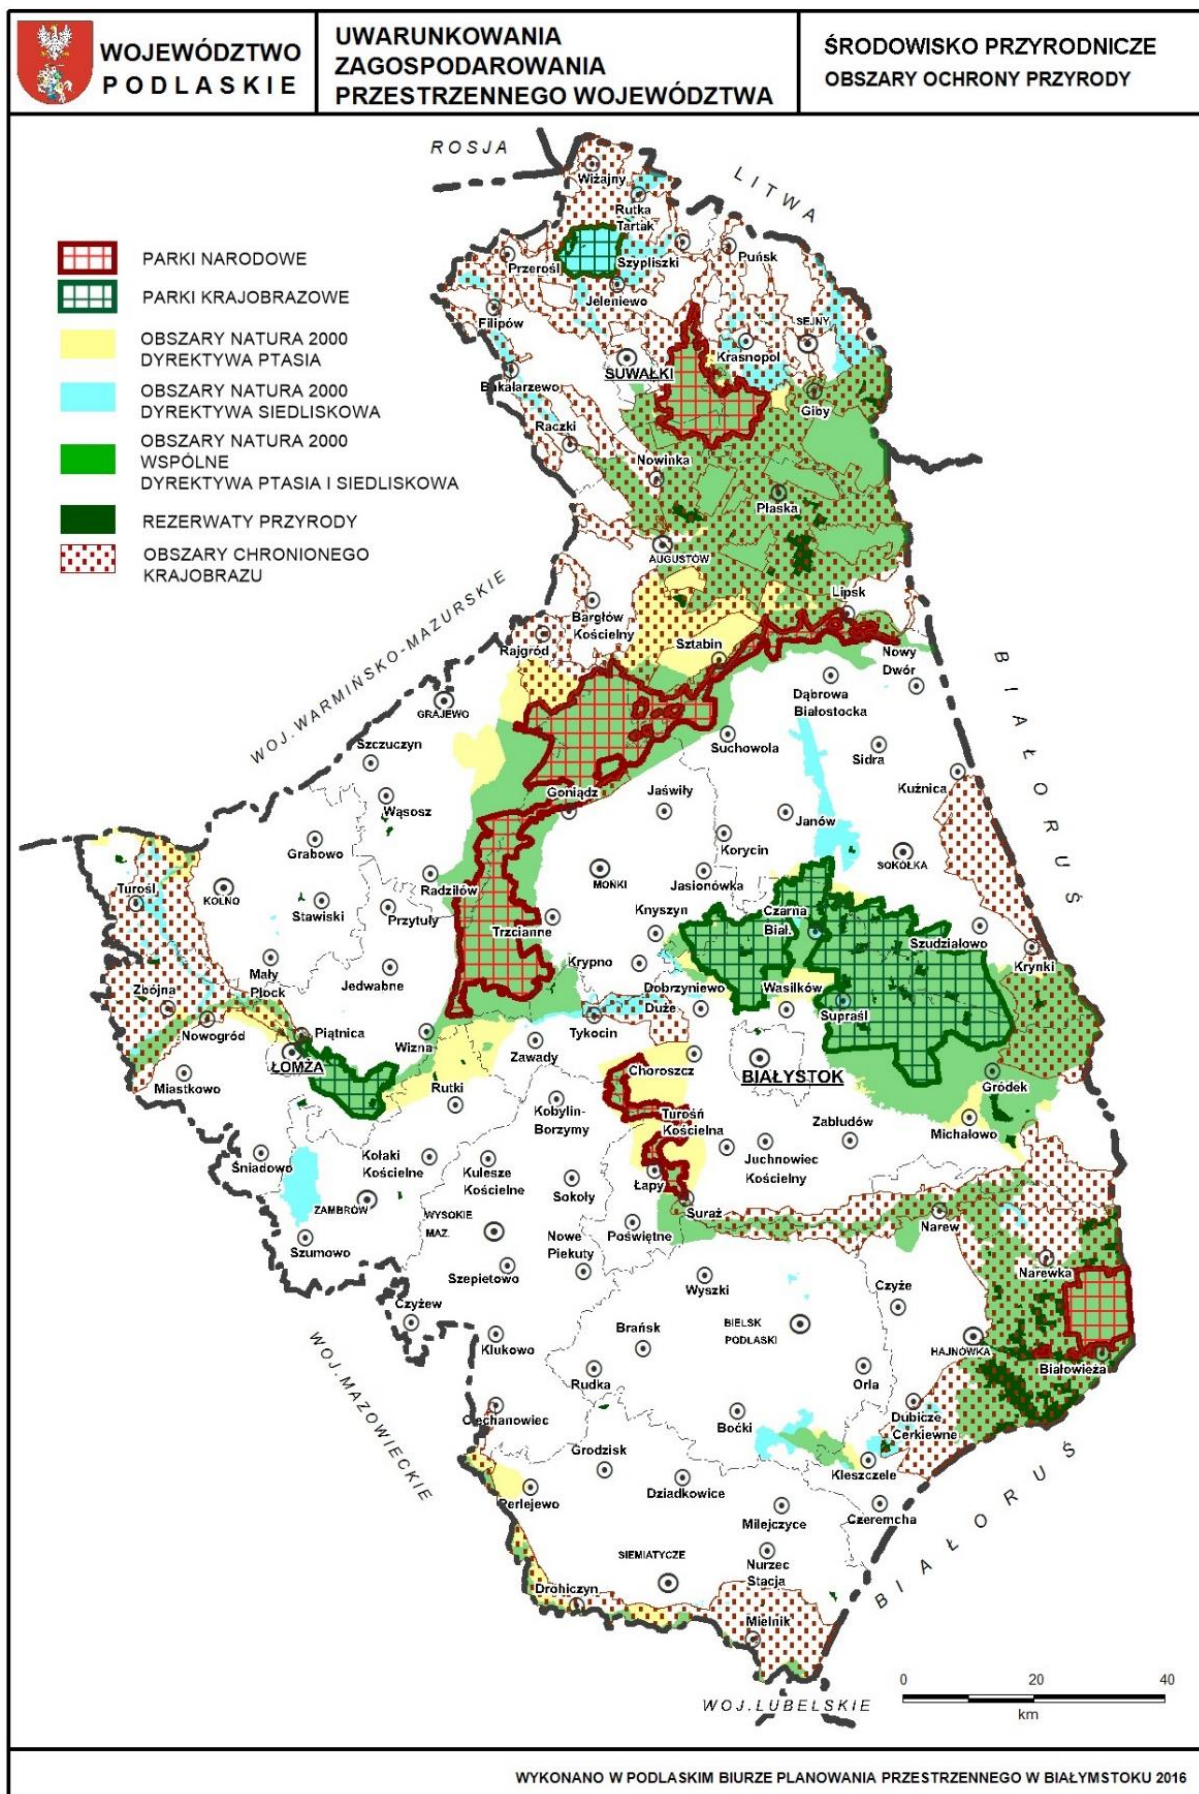 WOJEWÓDZTWO
PODLASKIE
UWARUNKOWANIA
ZAGOSPODAROWANIA
PRZESTRZENNEGO WOJEWÓDZTWA
ŚRODOWISKO PRZYRODNICZE
OBSZARY OCHRONY PRZYRODY
ROSJA
LITWA
PARKI NARODOWE
PARKI KRAJOBRAZOWE
OBSZARY NATURA 2000
DYREKTYWA PTASIA
OBSZARY NATURA 2000
DYREKTYWA SIEDLISKOWA
OBSZARY NATURA 2000
WSPÓLNE
DYREKTYWA PTASIA I SIEDLISKOWA
REZERWATY PRZYRODY
OBSZARY CHRONIONEGO
KRAJOBRAZU
Wiżajny
Rutka
Tartak
Szypliszki
Puńsk
Przerośl
Jeleniewo
Filipów
SEJNY
Krasnopol
SUWAŁKI
Bakałarzewo
Giby
Raczki
Nowinka
Płaska
AUGUSTÓW
WOJ. WARMIŃSKO-MAZURSKIE
Lipsk
Bargłów
Kościelny
Rajgród
Sztabin
Nowy
Dwór
BIAŁORUŚ
Dąbrowa
Białostocka
GRAJEWO
Szczuczyn
Suchowola
Sidra
Kuźnica
Wąsosz
Goniądz
Jaświły
Janów
Grabowo
Korycin
SOKÓŁKA
Turośl
KOLNO
Radziłów
MOŃKI
Jasionówka
Stawiski
Przytuły
Trzcianne
Knyszyn
Czarna
Biał.
Szudziałowo
Krynki
Mały
Płock
Jedwabne
Krypno
Dobrzyniewo
Duże
Wasilków
Supraśl
Zbójna
Nowogród
Piątnica
Wizna
Tykocin
Zawady
ŁOMŻA
Miastkowo
Rutki
Choroszcz
BIAŁYSTOK
Gródek
Kobylin-
Borzymy
Turośń
Kościelna
Zabłudów
Michałowo
Juchnowiec
Kościelny
Śniadowo
Kołaki
Kościelne
Kulesze
Kościelne
Sokoły
Łapy
ZAMBRÓW
WYSOKIE
MAZ.
Suraż
Narew
Szumowo
Nowe
Piekuty
Poświętne
Szepietowo
Wyszki
Narewka
Czyże
Czyżew
Klukowo
Brańsk
BIELSK
PODLASKI
HAJNÓWKA
Białowieża
WOJ. MAZOWIECKIE
Rudka
Orla
Ciechanowiec
Boćki
Dubicze
Cerkiewne
Grodzisk
Kleszczele
Perlejewo
Dziadkowice
Milejczyce
Czeremcha
BIAŁORUŚ
SIEMIATYCZE
Nurzec
Stacja
Drohiczyn
Mielnik
WOJ. LUBELSKIE
0 20 40
km
WYKONANO W PODLASKIM BIURZE PLANOWANIA PRZESTRZENNEGO W BIAŁYMSTOKU 2016